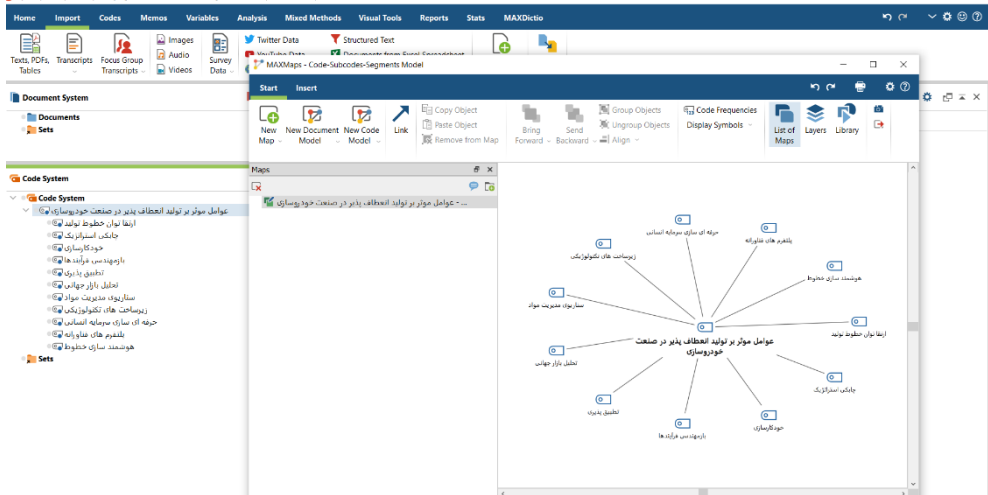 Home Import Codes Memos Variables Analysis Mixed Methods Visual Tools Reports Stats MAXDictio
Texts, PDFs, Tables
Transcripts
Focus Group Transcripts
Images
Audio
Videos
Survey Data
Twitter Data
YouTube Data
Structured Text
Documents from Excel Spreadsheet
Document System
Documents
Sets
Code System
Code System
عوامل موثر بر تولید انعطاف پذیر در صنعت خودروسازی
ارتقا توان خطوط تولید
چابکی استراتژیک
خودکارسازی
بازمهندسی فرآیندها
تطبیق پذیری
تحلیل بازار جهانی
سناریوی مدیریت مواد
زیرساخت های تکنولوژیکی
حرفه ای سازی سرمایه انسانی
پلتفرم های فناورانه
هوشمند سازی خطوط
Sets
MAXMaps - Code-Subcodes-Segments Model
Start Insert
New Map
New Document Model
New Code Model
Link
Copy Object
Paste Object
Remove from Map
Bring Forward
Send Backward
Group Objects
Ungroup Objects
Align
Code Frequencies
Display Symbols
List of Maps
Layers
Library
Maps
عوامل موثر بر تولید انعطاف پذیر در صنعت خودروسازی - ...
حرفه ای سازی سرمایه انسانی
پلتفرم های فناورانه
زیرساخت های تکنولوژیکی
هوشمند سازی خطوط
سناریوی مدیریت مواد
ارتقا توان خطوط تولید
عوامل موثر بر تولید انعطاف پذیر در صنعت
خودروسازی
تحلیل بازار جهانی
چابکی استراتژیک
تطبیق پذیری
خودکارسازی
بازمهندسی فرآیندها